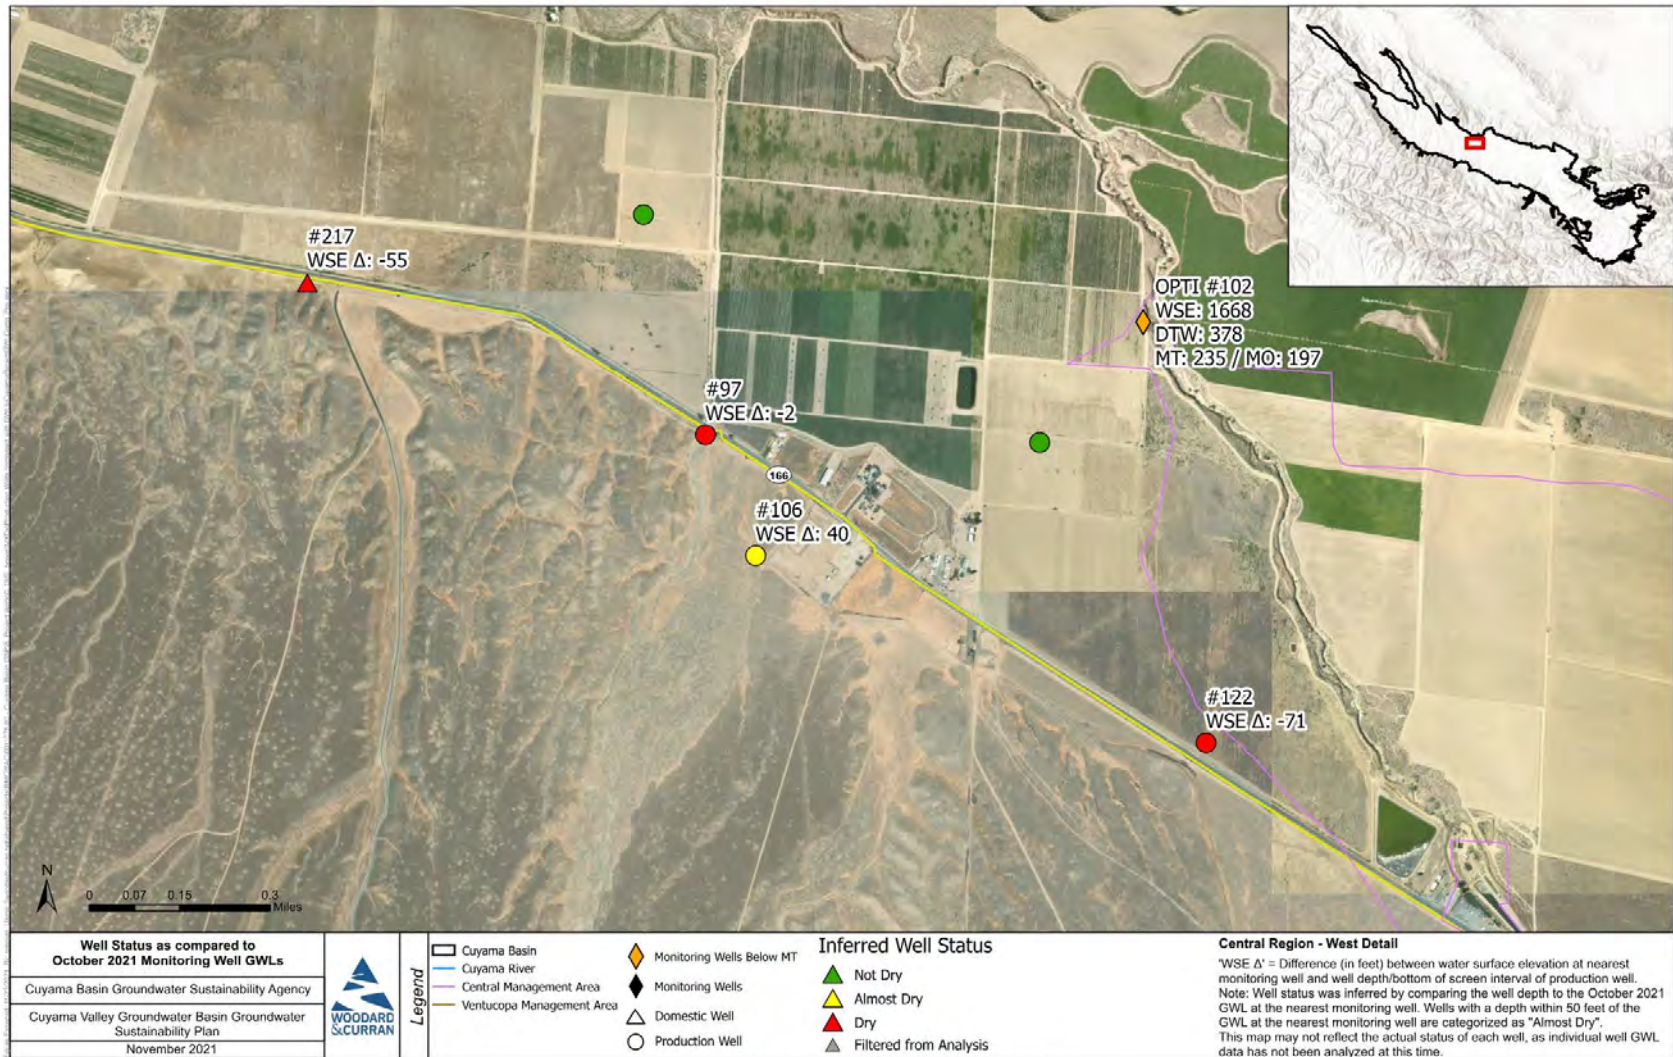 #217
WSE Δ: -55
OPTI #102
WSE: 1668
DTW: 378
MT: 235 / MO: 197
#97
WSE Δ: -2
166
#106
WSE Δ: 40
#122
WSE Δ: -71
N
0 0.07 0.15 0.3
Miles
Well Status as compared to
October 2021 Monitoring Well GWLs
Cuyama Basin Groundwater Sustainability Agency
Cuyama Valley Groundwater Basin Groundwater
Sustainability Plan
November 2021
WOODARD
&CURRAN
Legend
Cuyama Basin
Cuyama River
Central Management Area
Ventucopa Management Area
Monitoring Wells Below MT
Monitoring Wells
Domestic Well
Production Well
Inferred Well Status
Not Dry
Almost Dry
Dry
Filtered from Analysis
Central Region - West Detail
'WSE Δ' = Difference (in feet) between water surface elevation at nearest
monitoring well and well depth/bottom of screen interval of production well.
Note: Well status was inferred by comparing the well depth to the October 2021
GWL at the nearest monitoring well. Wells with a depth within 50 feet of the
GWL at the nearest monitoring well are categorized as "Almost Dry".
This map may not reflect the actual status of each well, as individual well GWL
data has not been analyzed at this time.